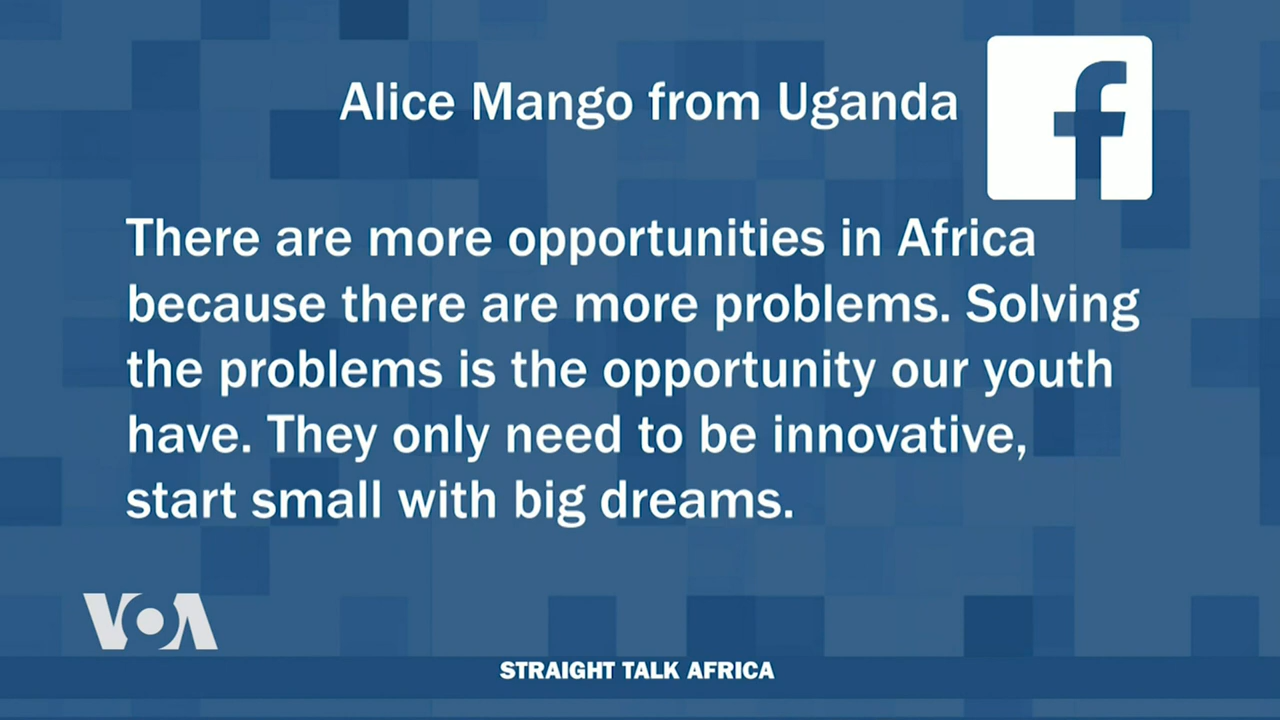 Alice Mango from Uganda
There are more opportunities in Africa
because there are more problems. Solving
the problems is the opportunity our youth
have. They only need to be innovative,
start small with big dreams.
VOA
STRAIGHT TALK AFRICA